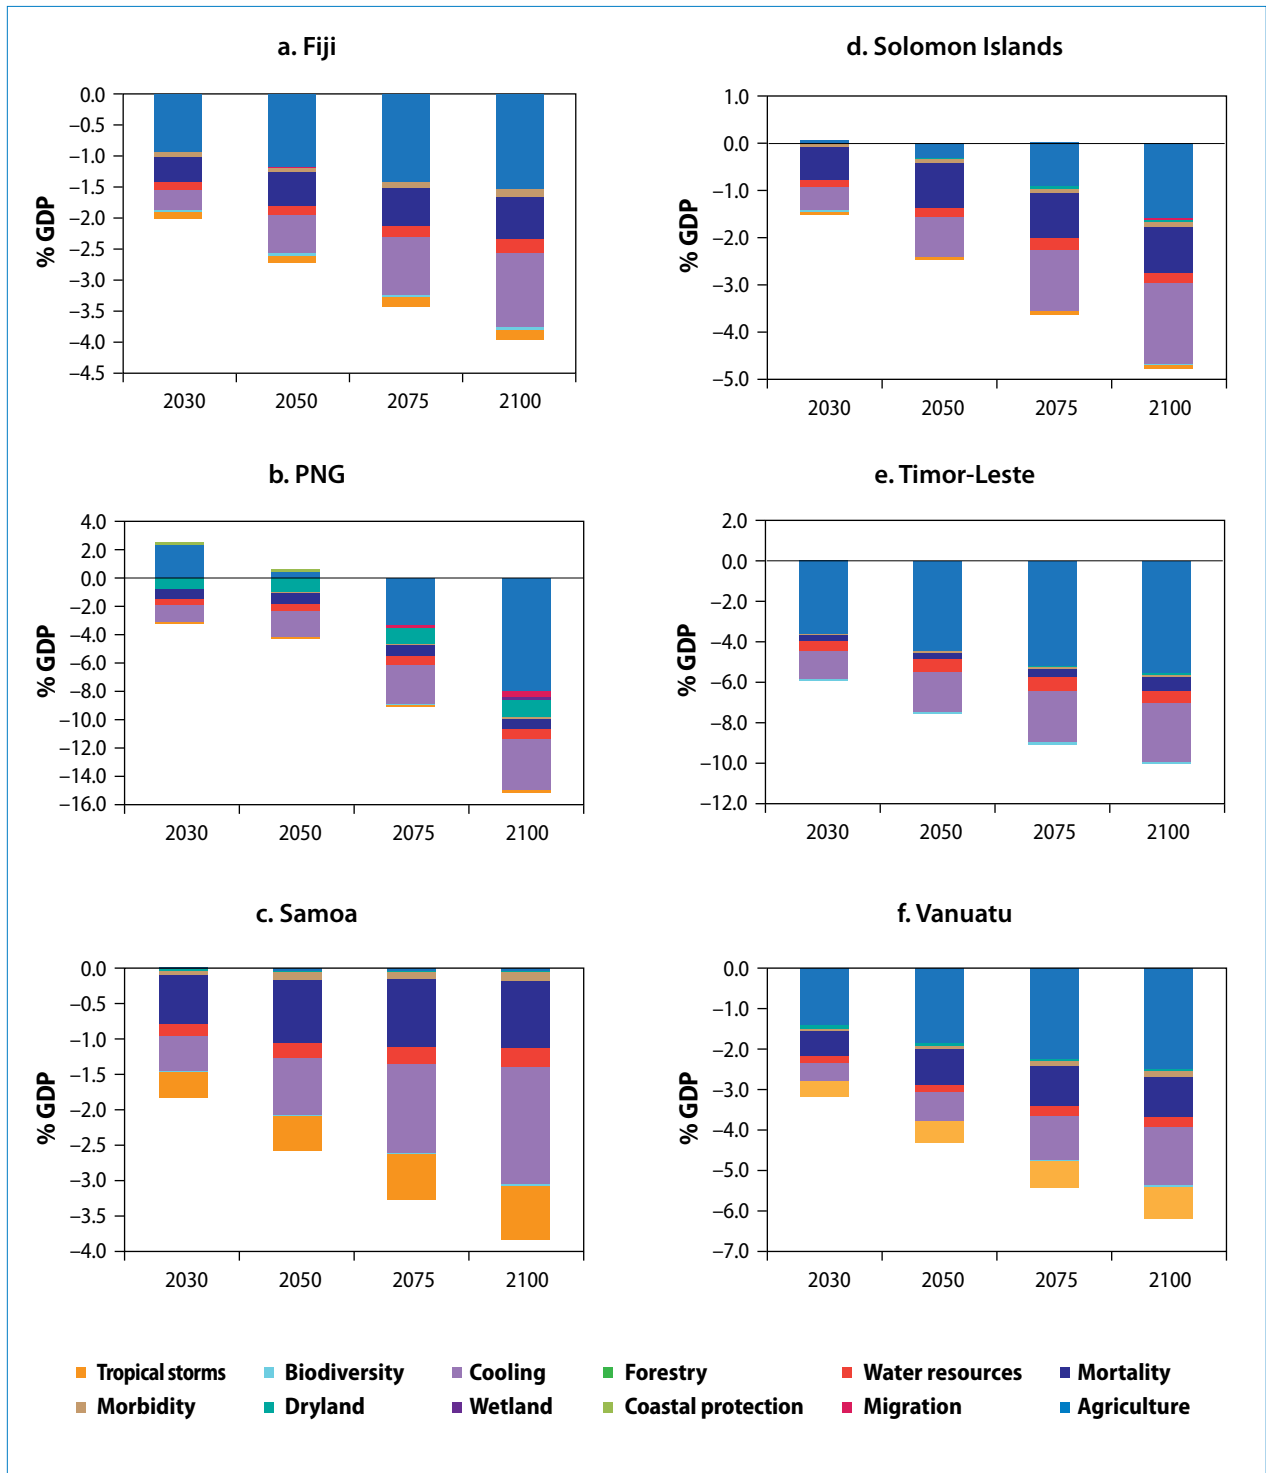 a. Fiji
0.0
−0.5
−1.0
−1.5
−2.0
−2.5
−3.0
−3.5
−4.0
−4.5
% GDP
2030 2050 2075 2100
d. Solomon Islands
1.0
0.0
−1.0
−2.0
−3.0
−4.0
−5.0
% GDP
2030 2050 2075 2100
b. PNG
4.0
2.0
0.0
−2.0
−4.0
−6.0
−8.0
−10.0
−12.0
−14.0
−16.0
% GDP
2030 2050 2075 2100
e. Timor-Leste
2.0
0.0
−2.0
−4.0
−6.0
−8.0
−10.0
−12.0
% GDP
2030 2050 2075 2100
c. Samoa
0.0
−0.5
−1.0
−1.5
−2.0
−2.5
−3.0
−3.5
−4.0
% GDP
2030 2050 2075 2100
f. Vanuatu
0.0
−1.0
−2.0
−3.0
−4.0
−5.0
−6.0
−7.0
% GDP
2030 2050 2075 2100
Tropical storms Biodiversity Cooling Forestry Water resources Mortality
Morbidity Dryland Wetland Coastal protection Migration Agriculture